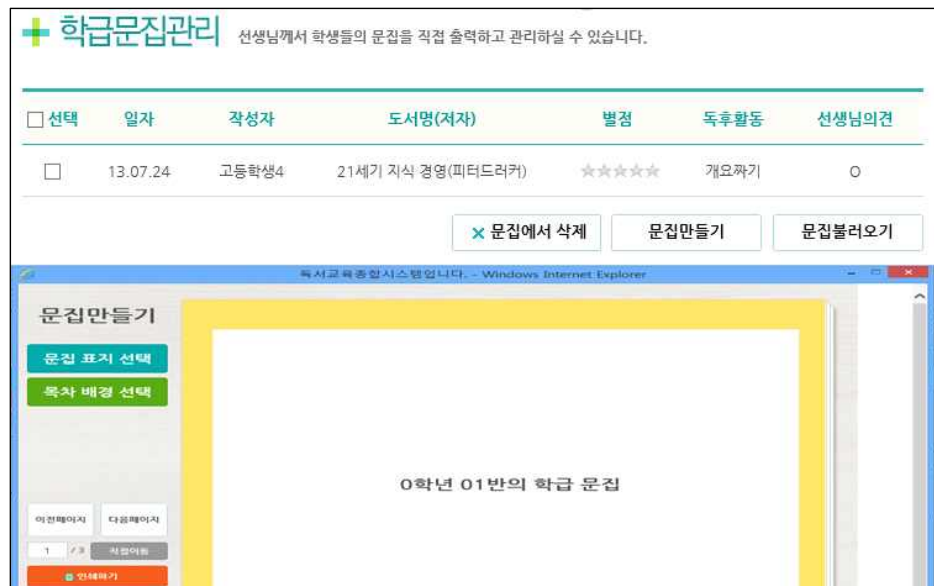 학급문집관리 선생님께서 학생들의 문집을 직접 출력하고 관리하실 수 있습니다.
선택 일자 작성자 도서명(저자) 별점 독후활동 선생님의견
13.07.24 고등학생4 21세기 지식 경영(피터드러커) ☆☆☆☆☆ 개요짜기 O
x 문집에서 삭제 문집만들기 문집불러오기
독서교육종합시스템입니다. - Windows Internet Explorer
문집만들기
문집 표지 선택
목차 배경 선택
0학년 01반의 학급 문집
이전페이지 다음페이지
1 / 3 직접이동
인쇄하기